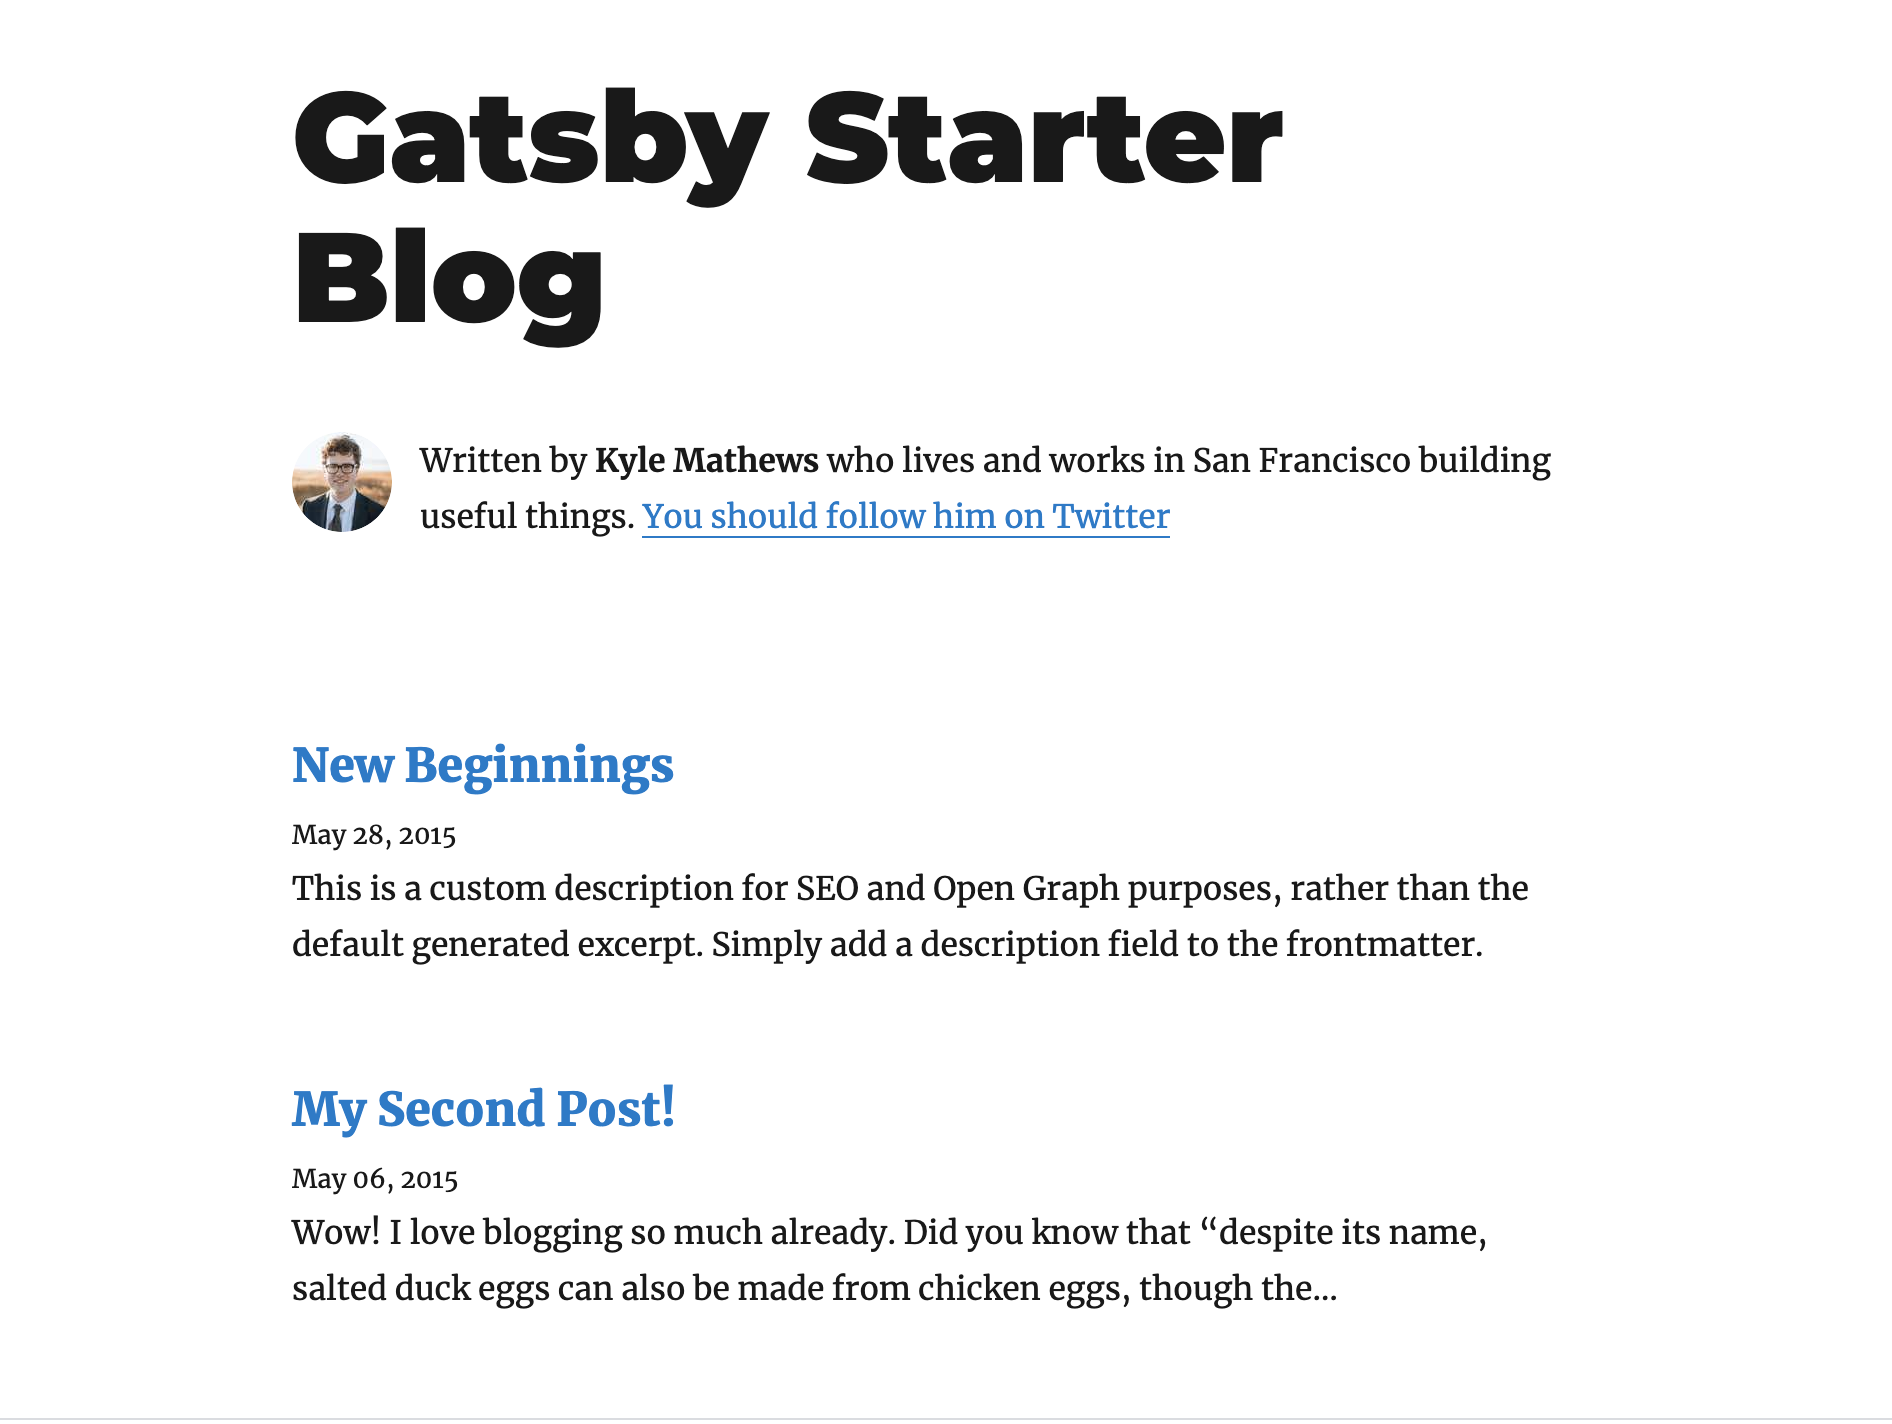 Gatsby Starter
Blog
Written by Kyle Mathews who lives and works in San Francisco building
useful things. You should follow him on Twitter
New Beginnings
May 28, 2015
This is a custom description for SEO and Open Graph purposes, rather than the
default generated excerpt. Simply add a description field to the frontmatter.
My Second Post!
May 06, 2015
Wow! I love blogging so much already. Did you know that “despite its name,
salted duck eggs can also be made from chicken eggs, though the…